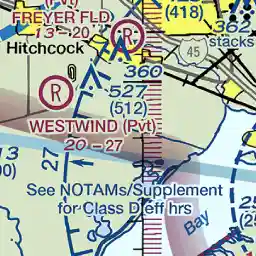 (Pvt)
FREYER FLD
13 - 20
R
(418)
362
stacks
Hitchcock
45
360
R
527
(512)
WESTWIND (Pvt)
20 - 27
27
See NOTAMs/Supplement
for Class D eff hrs
Bay